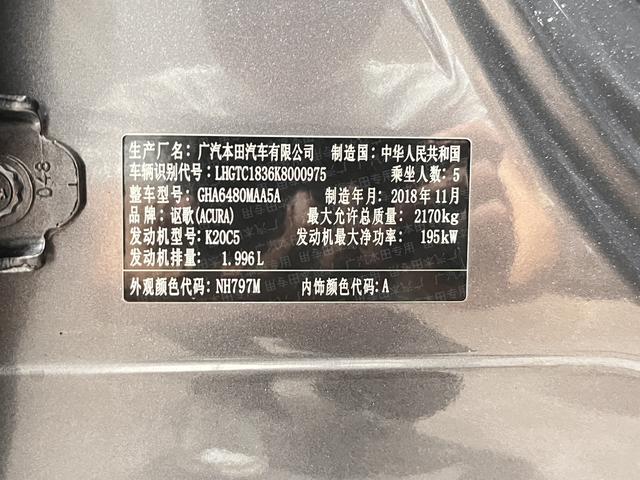 生产厂名：广汽本田汽车有限公司 制造国：中华人民共和国
车辆识别代号：LHGTC1836K8000975 乘坐人数：5
整车型号：GHA6480MAA5A 制造年月：2018年11月
品牌：讴歌(ACURA) 最大允许总质量：2170kg
发动机型号：K20C5 发动机最大净功率：195kW
发动机排量：1.996L
外观颜色代码：NH797M 内饰颜色代码：A
D-48